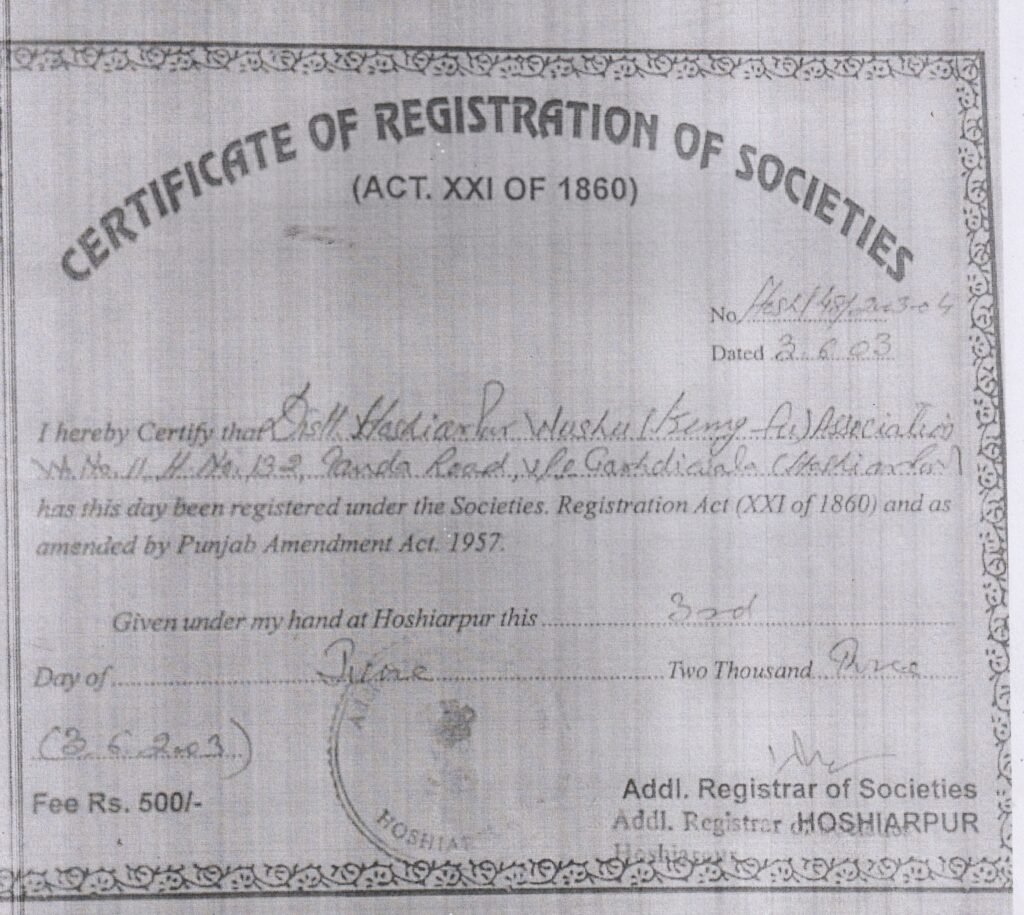 CERTIFICATE OF REGISTRATION OF SOCIETIES
(ACT. XXI OF 1860)
No Hosh/48/2003-04
Dated 3.6.03
I hereby Certify that Distt. Hoshiarpur Wushu (Kung fu) Association
W. No. 11 H. No. 132, Tanda Road, V.P.O Garhdiwala (Hoshiarpur)
has this day been registered under the Societies. Registration Act (XXI of 1860) and as
amended by Punjab Amendment Act. 1957.
Given under my hand at Hoshiarpur this 3rd
Day of June Two Thousand Three
(3.6.2003)
Fee Rs. 500/-
HOSHIAR
Addl. Registrar of Societies
HOSHIARPUR
Addl. Registrar
Hoshiarpur